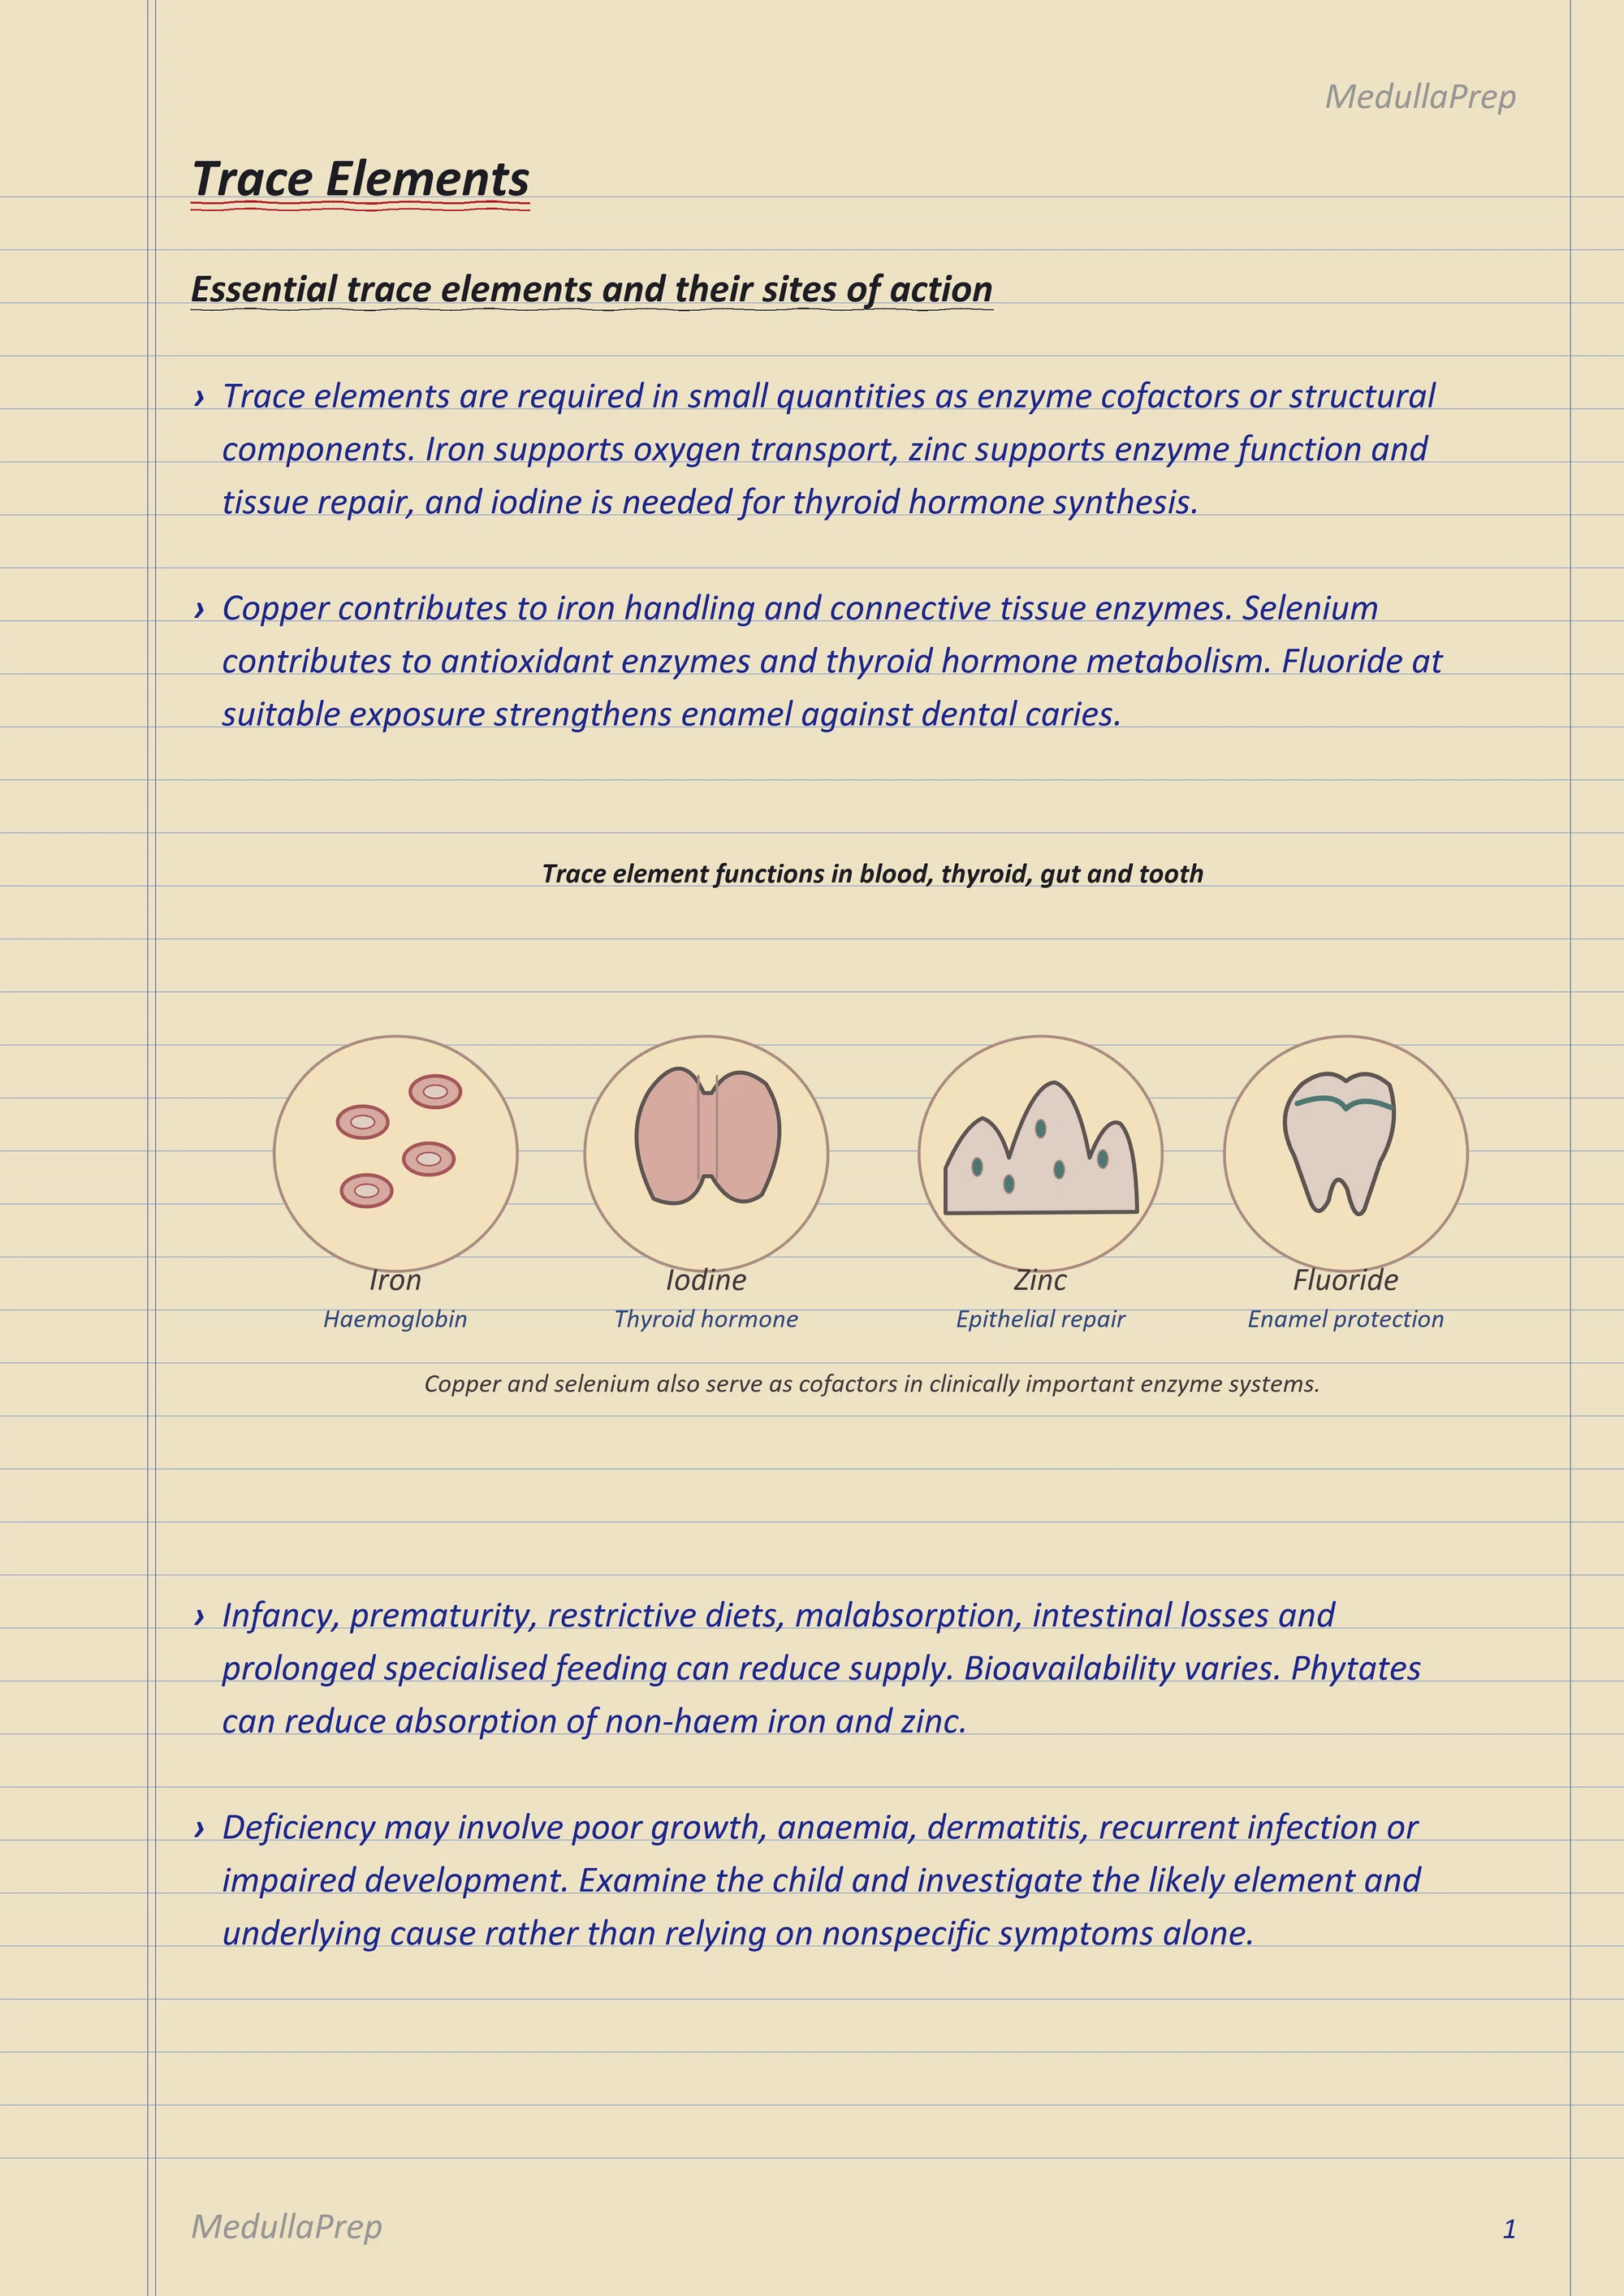 MedullaPrep
Trace Elements
Essential trace elements and their sites of action
› Trace elements are required in small quantities as enzyme cofactors or structural
components. Iron supports oxygen transport, zinc supports enzyme function and
tissue repair, and iodine is needed for thyroid hormone synthesis.
› Copper contributes to iron handling and connective tissue enzymes. Selenium
contributes to antioxidant enzymes and thyroid hormone metabolism. Fluoride at
suitable exposure strengthens enamel against dental caries.
Trace element functions in blood, thyroid, gut and tooth
Iron Iodine Zinc Fluoride
Haemoglobin Thyroid hormone Epithelial repair Enamel protection
Copper and selenium also serve as cofactors in clinically important enzyme systems.
› Infancy, prematurity, restrictive diets, malabsorption, intestinal losses and
prolonged specialised feeding can reduce supply. Bioavailability varies. Phytates
can reduce absorption of non-haem iron and zinc.
› Deficiency may involve poor growth, anaemia, dermatitis, recurrent infection or
impaired development. Examine the child and investigate the likely element and
underlying cause rather than relying on nonspecific symptoms alone.
MedullaPrep 1